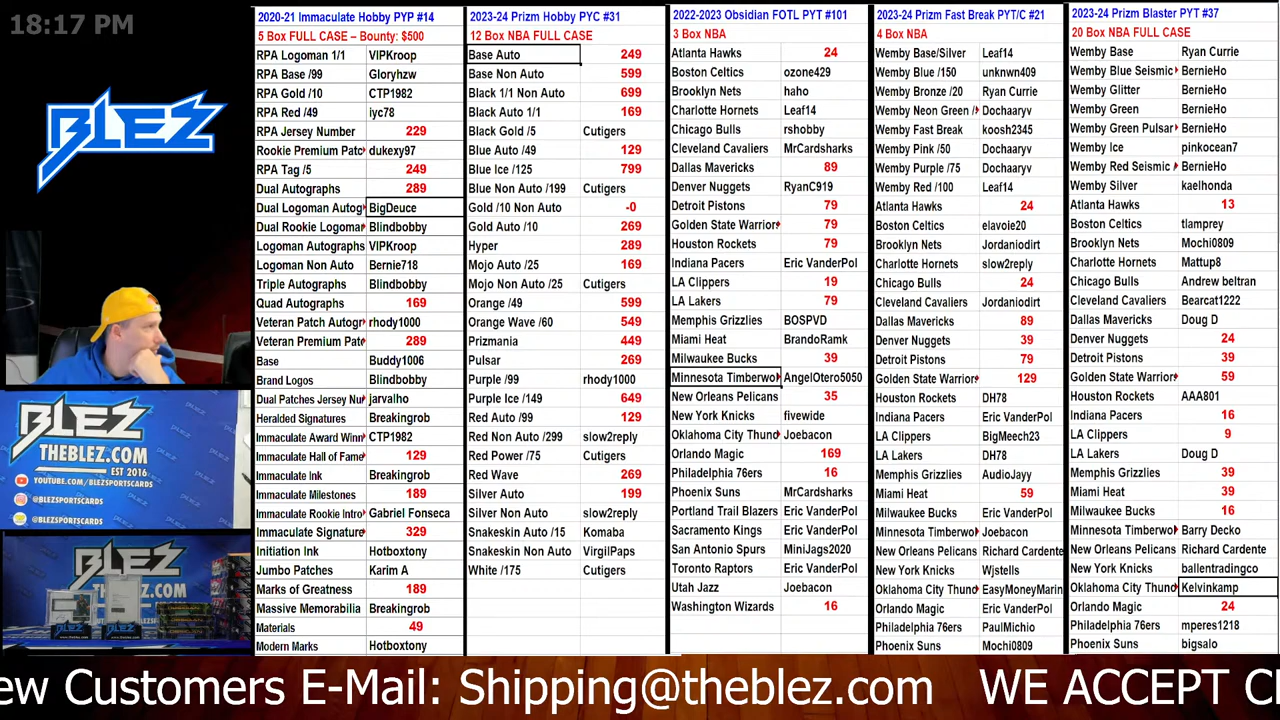 18:17 PM
BLEZ
BLEZ
THEBLEZ.COM
EST 2016
YOUTUBE.COM/BLEZSPORTSCARDS
@BLEZSPORTSCARDS
@BLEZSPORTSCARDS
BLEZ
THEBLEZ.COM
2020-21 Immaculate Hobby PYP #14
5 Box FULL CASE – Bounty: $500
RPA Logoman 1/1 VIPKroop
RPA Base /99 Gloryhzw
RPA Gold /10 CTP1982
RPA Red /49 iyc78
RPA Jersey Number 229
Rookie Premium Patc dukexy97
RPA Tag /5 249
Dual Autographs 289
Dual Logoman Autog BigDeuce
Dual Rookie Logoma Blindbobby
Logoman Autographs VIPKroop
Logoman Non Auto Bernie718
Triple Autographs Blindbobby
Quad Autographs 169
Veteran Patch Autogr rhody1000
Veteran Premium Pat 289
Base Buddy1006
Brand Logos Blindbobby
Dual Patches Jersey Nu jarvalho
Heralded Signatures Breakingrob
Immaculate Award Winn CTP1982
Immaculate Hall of Fame 129
Immaculate Ink Breakingrob
Immaculate Milestones 189
Immaculate Rookie Intro Gabriel Fonseca
Immaculate Signature 329
Initiation Ink Hotboxtony
Jumbo Patches Karim A
Marks of Greatness 189
Massive Memorabilia Breakingrob
Materials 49
Modern Marks Hotboxtony
2023-24 Prizm Hobby PYC #31
12 Box NBA FULL CASE
Base Auto 249
Base Non Auto 599
Black 1/1 Non Auto 699
Black Auto 1/1 169
Black Gold /5 Cutigers
Blue Auto /49 129
Blue Ice /125 799
Blue Non Auto /199 Cutigers
Gold /10 Non Auto -0
Gold Auto /10 269
Hyper 289
Mojo Auto /25 169
Mojo Non Auto /25 Cutigers
Orange /49 599
Orange Wave /60 549
Prizmania 449
Pulsar 269
Purple /99 rhody1000
Purple Ice /149 649
Red Auto /99 129
Red Non Auto /299 slow2reply
Red Power /75 Cutigers
Red Wave 269
Silver Auto 199
Silver Non Auto slow2reply
Snakeskin Auto /15 Komaba
Snakeskin Non Auto VirgilPaps
White /175 Cutigers
2022-2023 Obsidian FOTL PYT #101
3 Box NBA
Atlanta Hawks 24
Boston Celtics ozone429
Brooklyn Nets haho
Charlotte Hornets Leaf14
Chicago Bulls rshobby
Cleveland Cavaliers MrCardsharks
Dallas Mavericks 89
Denver Nuggets RyanC919
Detroit Pistons 79
Golden State Warrior 79
Houston Rockets 79
Indiana Pacers Eric VanderPol
LA Clippers 19
LA Lakers 79
Memphis Grizzlies BOSPVD
Miami Heat BrandoRamk
Milwaukee Bucks 39
Minnesota Timberwol AngelOtero5050
New Orleans Pelicans 35
New York Knicks fivewide
Oklahoma City Thund Joebacon
Orlando Magic 169
Philadelphia 76ers 16
Phoenix Suns MrCardsharks
Portland Trail Blazers Eric VanderPol
Sacramento Kings Eric VanderPol
San Antonio Spurs MiniJags2020
Toronto Raptors Eric VanderPol
Utah Jazz Joebacon
Washington Wizards 16
2023-24 Prizm Fast Break PYT/C #21
4 Box NBA
Wemby Base/Silver Leaf14
Wemby Blue /150 unknwn409
Wemby Bronze /20 Ryan Currie
Wemby Neon Green / Dochaaryv
Wemby Fast Break koosh2345
Wemby Pink /50 Dochaaryv
Wemby Purple /75 Dochaaryv
Wemby Red /100 Leaf14
Atlanta Hawks 24
Boston Celtics elavoie20
Brooklyn Nets Jordaniodirt
Charlotte Hornets slow2reply
Chicago Bulls 24
Cleveland Cavaliers Jordaniodirt
Dallas Mavericks 89
Denver Nuggets 39
Detroit Pistons 79
Golden State Warrior 129
Houston Rockets DH78
Indiana Pacers Eric VanderPol
LA Clippers BigMeech23
LA Lakers DH78
Memphis Grizzlies AudioJayy
Miami Heat 59
Milwaukee Bucks Eric VanderPol
Minnesota Timberwo Joebacon
New Orleans Pelicans Richard Cardente
New York Knicks Wjstells
Oklahoma City Thun EasyMoneyMarin
Orlando Magic Eric VanderPol
Philadelphia 76ers PaulMichio
Phoenix Suns Mochi0809
2023-24 Prizm Blaster PYT #37
20 Box NBA FULL CASE
Wemby Base Ryan Currie
Wemby Blue Seismic BernieHo
Wemby Glitter BernieHo
Wemby Green BernieHo
Wemby Green Pulsar BernieHo
Wemby Ice pinkocean7
Wemby Red Seismic BernieHo
Wemby Silver kaelhonda
Atlanta Hawks 13
Boston Celtics tlamprey
Brooklyn Nets Mochi0809
Charlotte Hornets Mattup8
Chicago Bulls Andrew beltran
Cleveland Cavaliers Bearcat1222
Dallas Mavericks Doug D
Denver Nuggets 24
Detroit Pistons 39
Golden State Warrior 59
Houston Rockets AAA801
Indiana Pacers 16
LA Clippers 9
LA Lakers Doug D
Memphis Grizzlies 39
Miami Heat 39
Milwaukee Bucks 16
Minnesota Timberwo Barry Decko
New Orleans Pelicans Richard Cardente
New York Knicks ballentradingco
Oklahoma City Thun Kelvinkamp
Orlando Magic 24
Philadelphia 76ers mperes1218
Phoenix Suns bigsalo
ew Customers E-Mail: Shipping@theblez.com WE ACCEPT C